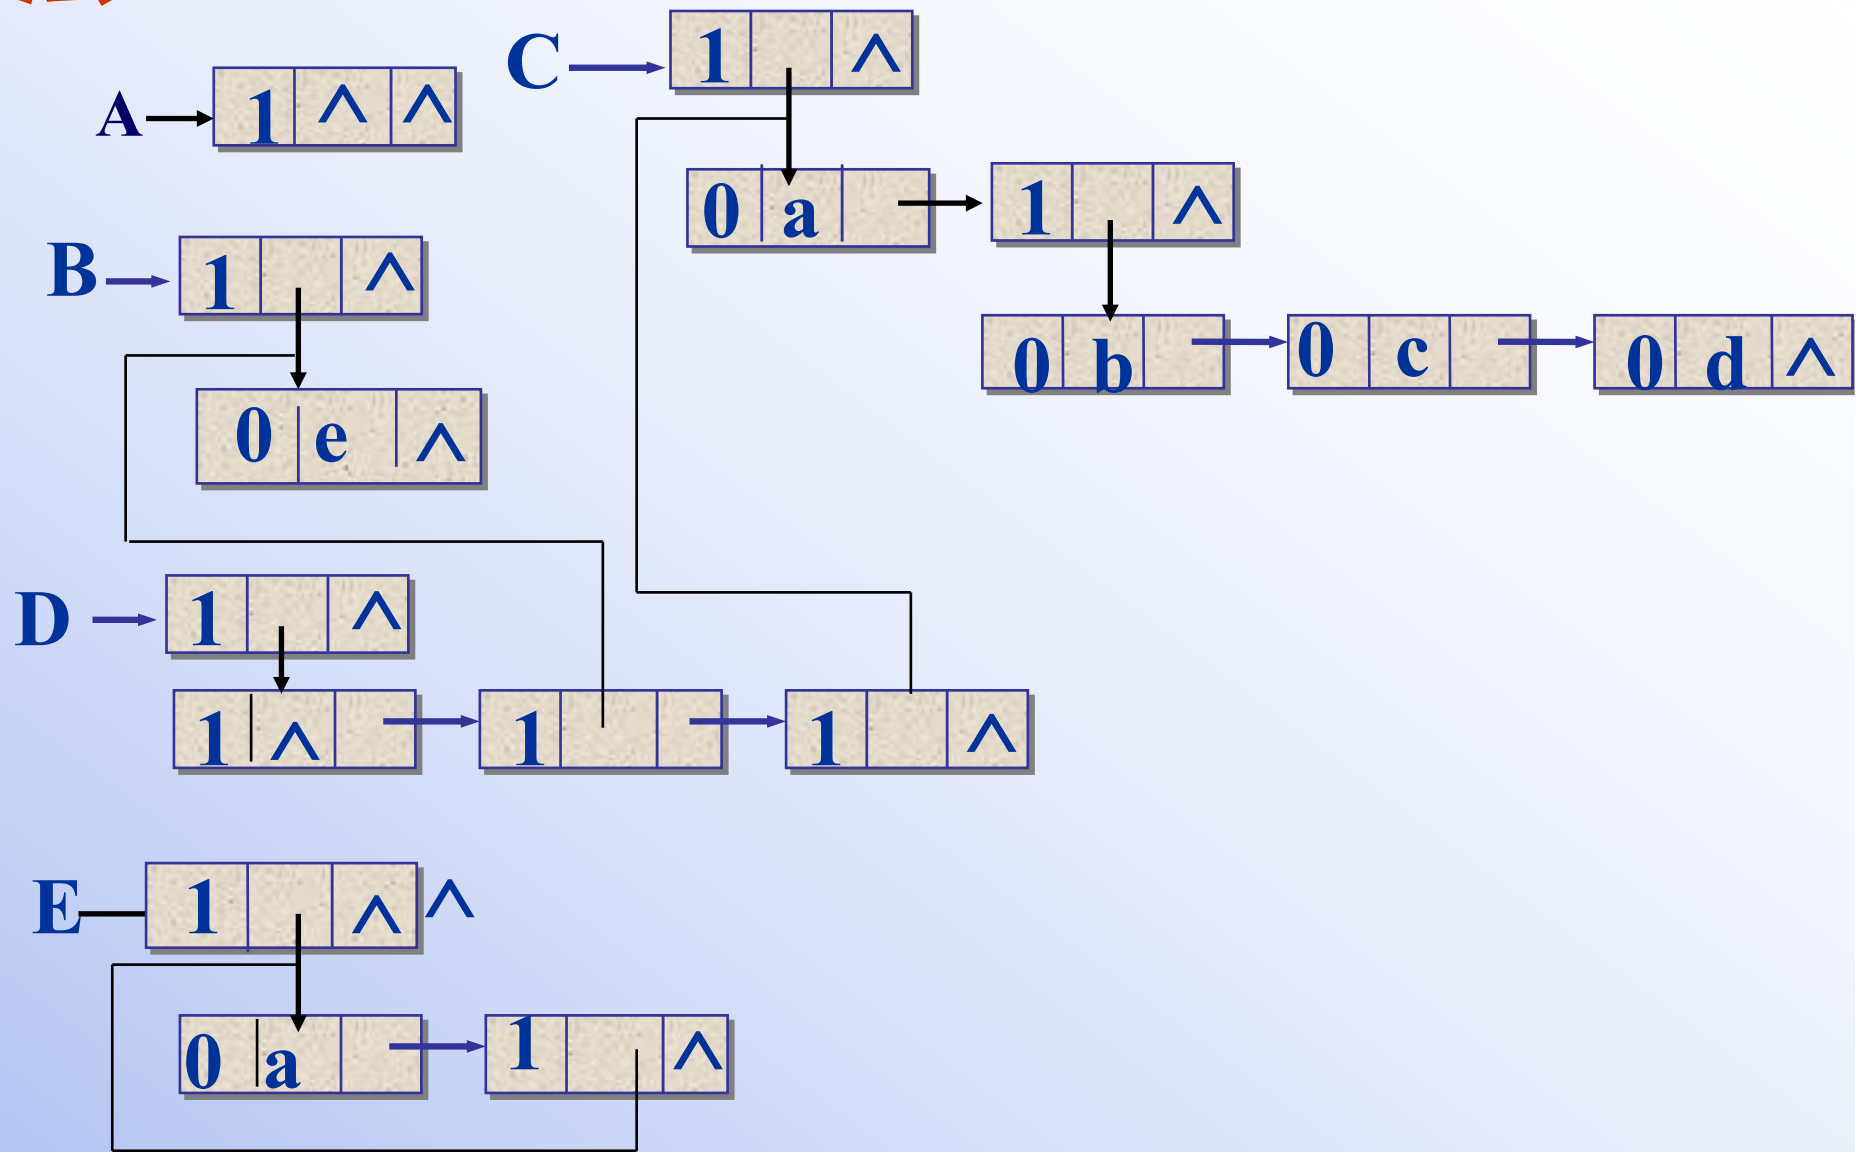 A 1 ^ ^
C 1 ^
0 a 1 ^
0 b 0 c 0 d ^
B 1 ^
0 e ^
D 1 ^
1 ^ 1 1 ^
E 1 ^ ^
0 a 1 ^